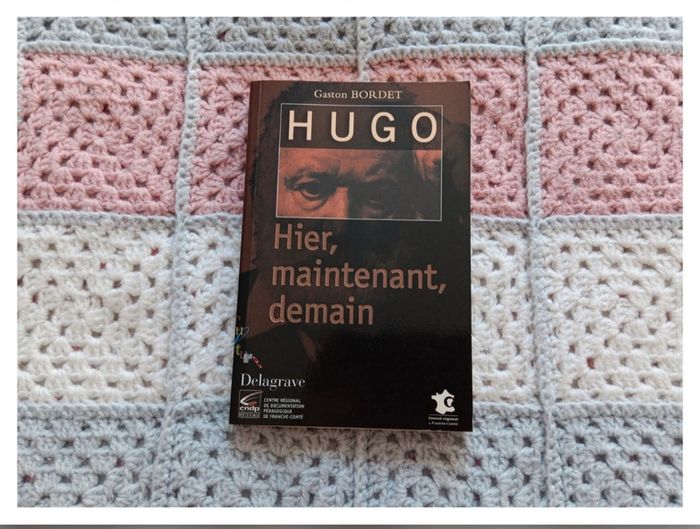 Gaston BORDET
HUGO
Hier,
maintenant,
demain
Delagrave
cndp
CENTRE RÉGIONAL
DE DOCUMENTATION
PÉDAGOGIQUE
DE FRANCHE-COMTÉ
Conseil régional
de Franche-Comté